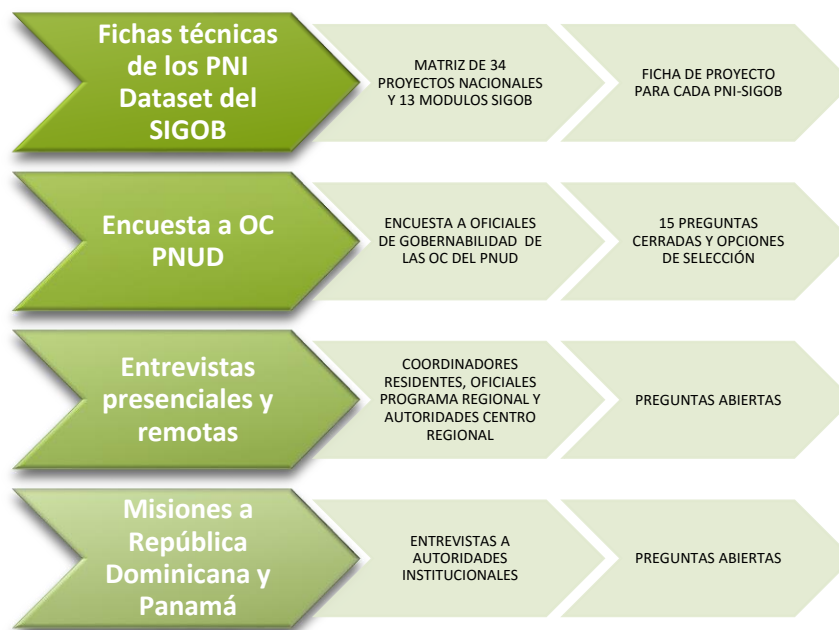 Fichas técnicas
de los PNI
Dataset del
SIGOB
MATRIZ DE 34
PROYECTOS NACIONALES
Y 13 MODULOS SIGOB
FICHA DE PROYECTO
PARA CADA PNI-SIGOB
Encuesta a OC
PNUD
ENCUESTA A OFICIALES
DE GOBERNABILIDAD DE
LAS OC DEL PNUD
15 PREGUNTAS
CERRADAS Y OPCIONES
DE SELECCIÓN
Entrevistas
presenciales y
remotas
COORDINADORES
RESIDENTES, OFICIALES
PROGRAMA REGIONAL Y
AUTORIDADES CENTRO
REGIONAL
PREGUNTAS ABIERTAS
Misiones a
República
Dominicana y
Panamá
ENTREVISTAS A
AUTORIDADES
INSTITUCIONALES
PREGUNTAS ABIERTAS